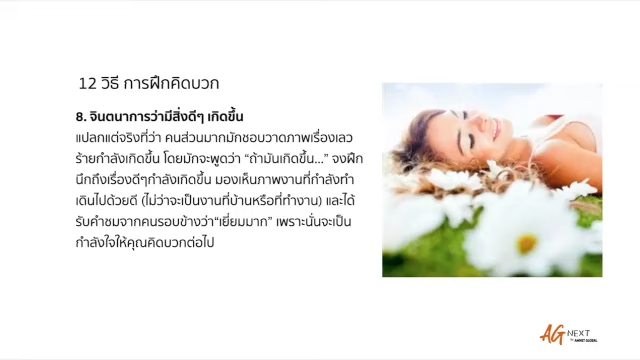 12 วิธี การฝึกคิดบวก
8. จินตนาการว่ามีสิ่งดีๆ เกิดขึ้น
แปลกแต่จริงที่ว่า คนส่วนมากมักชอบวาดภาพเรื่องเลว
ร้ายกำลังเกิดขึ้น โดยมักจะพูดว่า “ถ้ามันเกิดขึ้น...” จงฝึก
นึกถึงเรื่องดีๆกำลังเกิดขึ้น มองเห็นภาพงานที่กำลังทำ
เดินไปด้วยดี (ไม่ว่าจะเป็นงานที่บ้านหรือที่ทำงาน) และได้
รับคำชมจากคนรอบข้างว่า“เยี่ยมมาก” เพราะนั่นจะเป็น
กำลังใจให้คุณคิดบวกต่อไป
AG NEXT
by AMNET GLOBAL